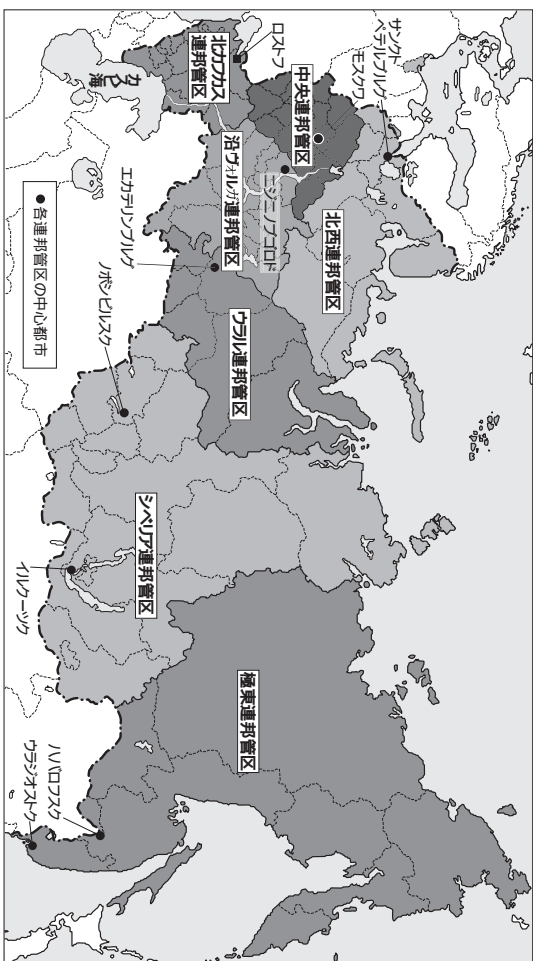 サンクト
ペテルブルグ
モスクワ
ロストフ
中央連邦管区
北カフカス
連邦管区
カスピ海
北西連邦管区
ニジニノブゴロド
沿ヴォルガ連邦管区
エカテリンブルグ
ウラル連邦管区
ノボシビルスク
シベリア連邦管区
イルクーツク
極東連邦管区
ハバロフスク
ウラジオストク
●各連邦管区の中心都市